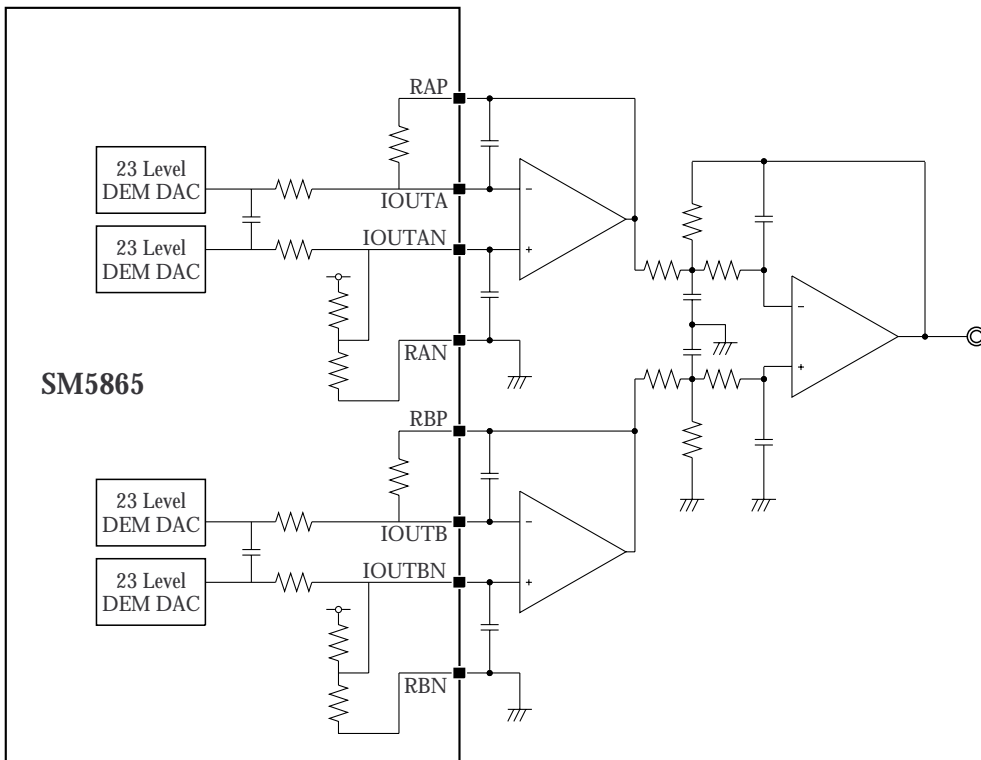 RAP
23 Level
DEM DAC
IOUTA
IOUTAN
23 Level
DEM DAC
RAN
SM5865
RBP
23 Level
DEM DAC
IOUTB
IOUTBN
23 Level
DEM DAC
RBN